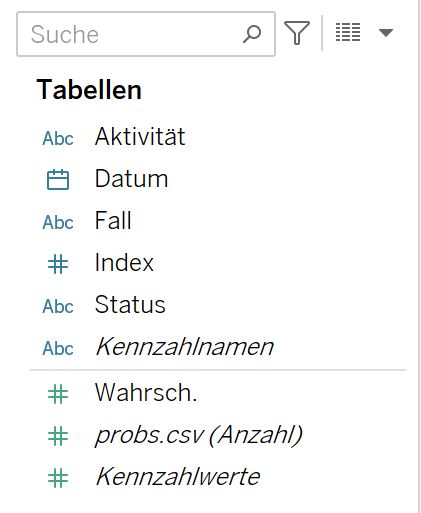 Suche
Tabellen
Abc Aktivität
Datum
Abc Fall
# Index
Abc Status
Abc Kennzahlnamen
# Wahrsch.
# probs.csv (Anzahl)
# Kennzahlwerte